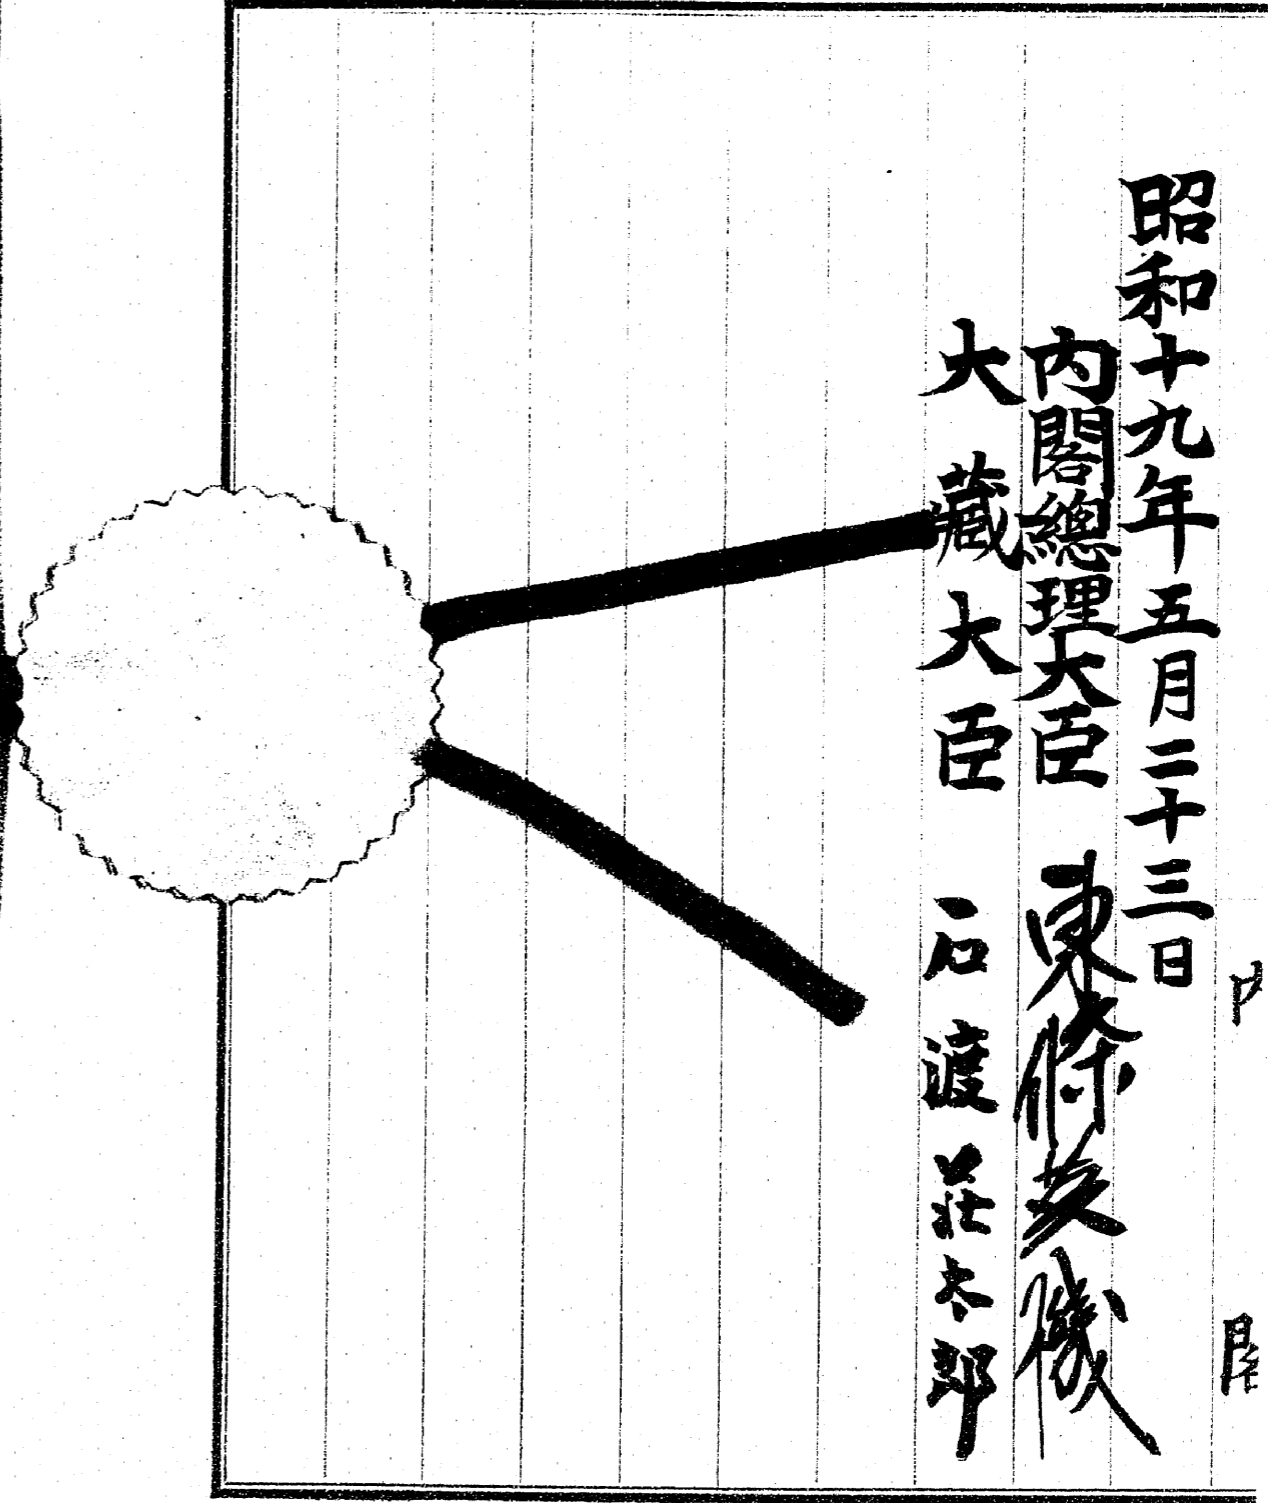 昭和十九年五月二十三日
內閣總理大臣 東條英機
大藏大臣 石渡莊太郎